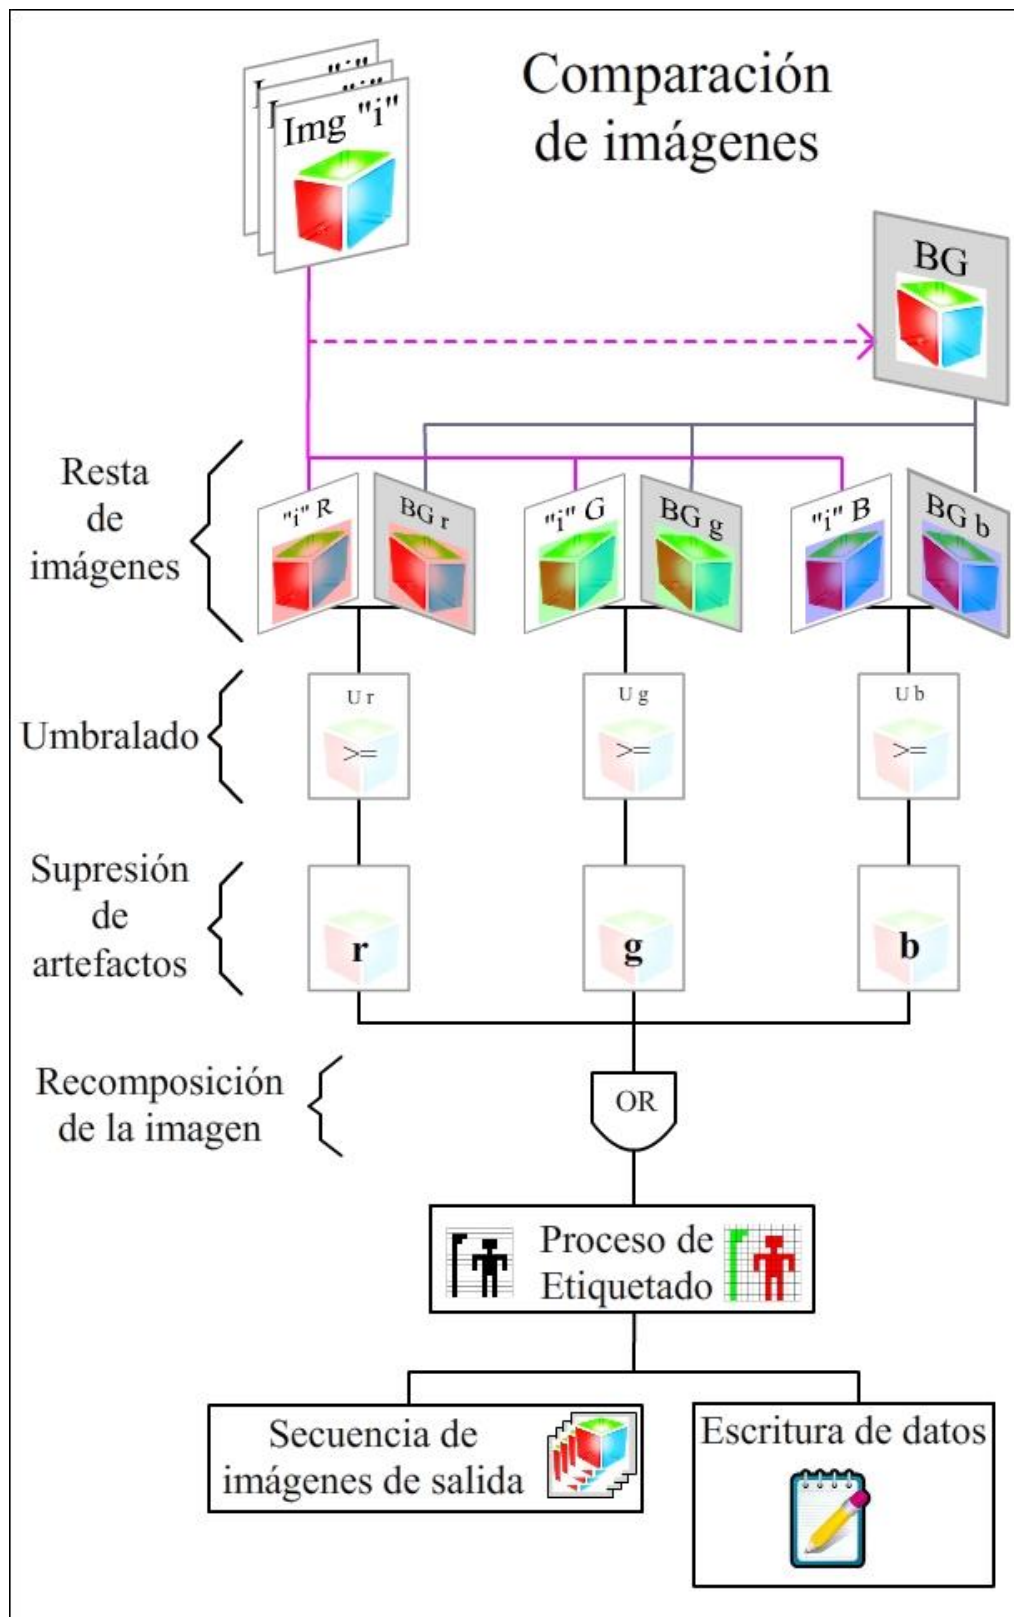 Comparación
de imágenes
I
"i"
I
"i"
Img "i"
BG
Resta
de
imágenes
"i" R
BG r
"i" G
BG g
"i" B
BG b
Umbralado
U r
>=
U g
>=
U b
>=
Supresión
de
artefactos
r
g
b
Recomposición
de la imagen
OR
Proceso de
Etiquetado
Secuencia de
imágenes de salida
Escritura de datos